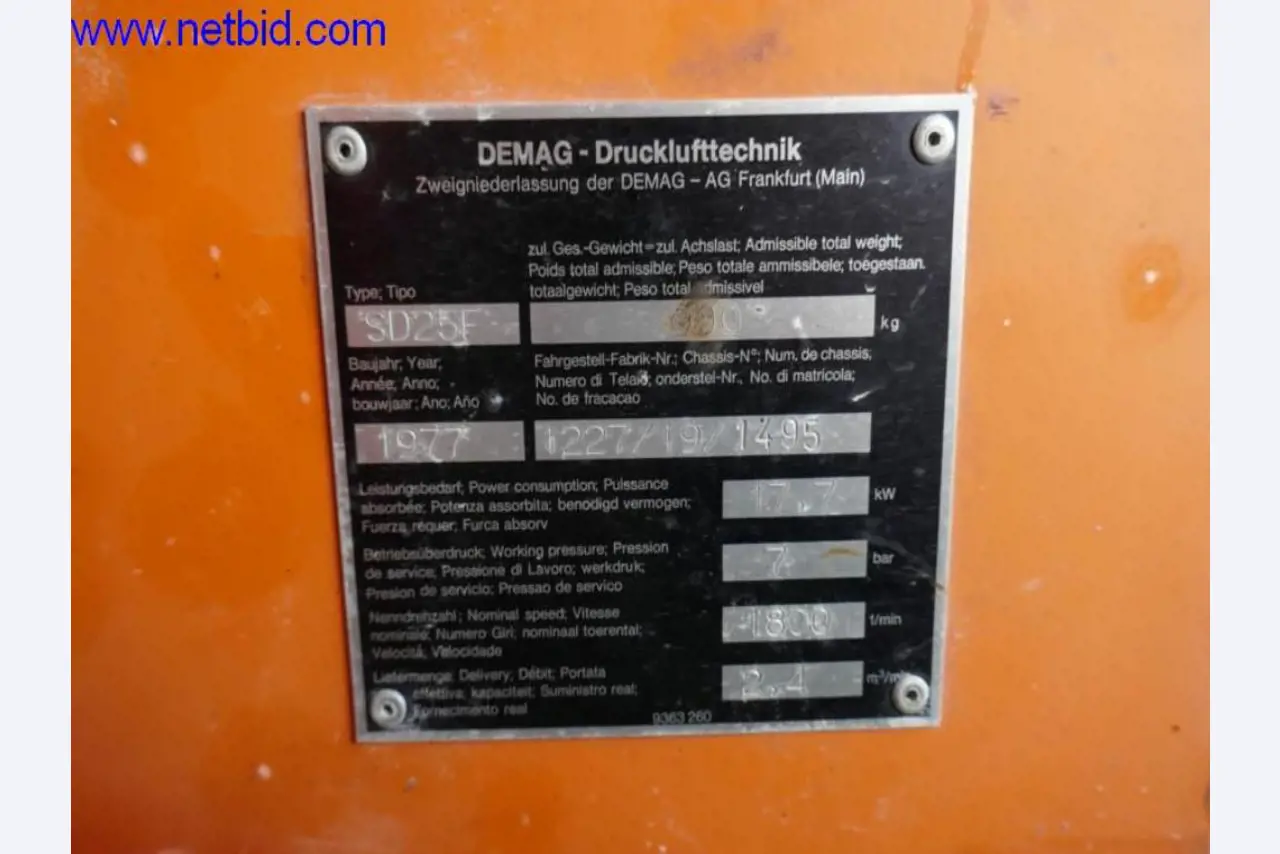 www.netbid.com
DEMAG - Drucklufttechnik
Zweigniederlassung der DEMAG - AG Frankfurt (Main)
zul. Ges.-Gewicht = zul. Achslast; Admissible total weight;
Poids total admissible; Peso totale ammissibele; toegestaan.
totaalgewicht; Peso total admissivel
Type; Tipo
SD25F
kg
Baujahr; Year;
Année; Anno;
bouwjaar; Ano; Año
Fahrgestell-Fabrik-Nr.; Chassis-N°; Num. de chassis;
Numero di Telaio; onderstel-Nr., No. di matricola;
No. de fracacao
1977
1227/19/1495
Leistungsbedarf; Power consumption; Puissance
absorbée; Potenza assorbita; benodigd vermogen;
Fuerza requer; Furca absorv
17.7 kW
Betriebsüberdruck; Working pressure; Pression
de service; Pressione di Lavoro; werkdruk;
Presion de servicio; Pressao de servico
7 bar
Nenndrehzahl; Nominal speed; Vitesse
nominale; Numero Giri; nominaal toerental;
Velocitá; Velocidade
1800 1/min
Liefermenge; Delivery; Débit; Portata
effettiva; kapaciteit; Suministro real;
Fornecimento real
2.4 m³/min
9363 260